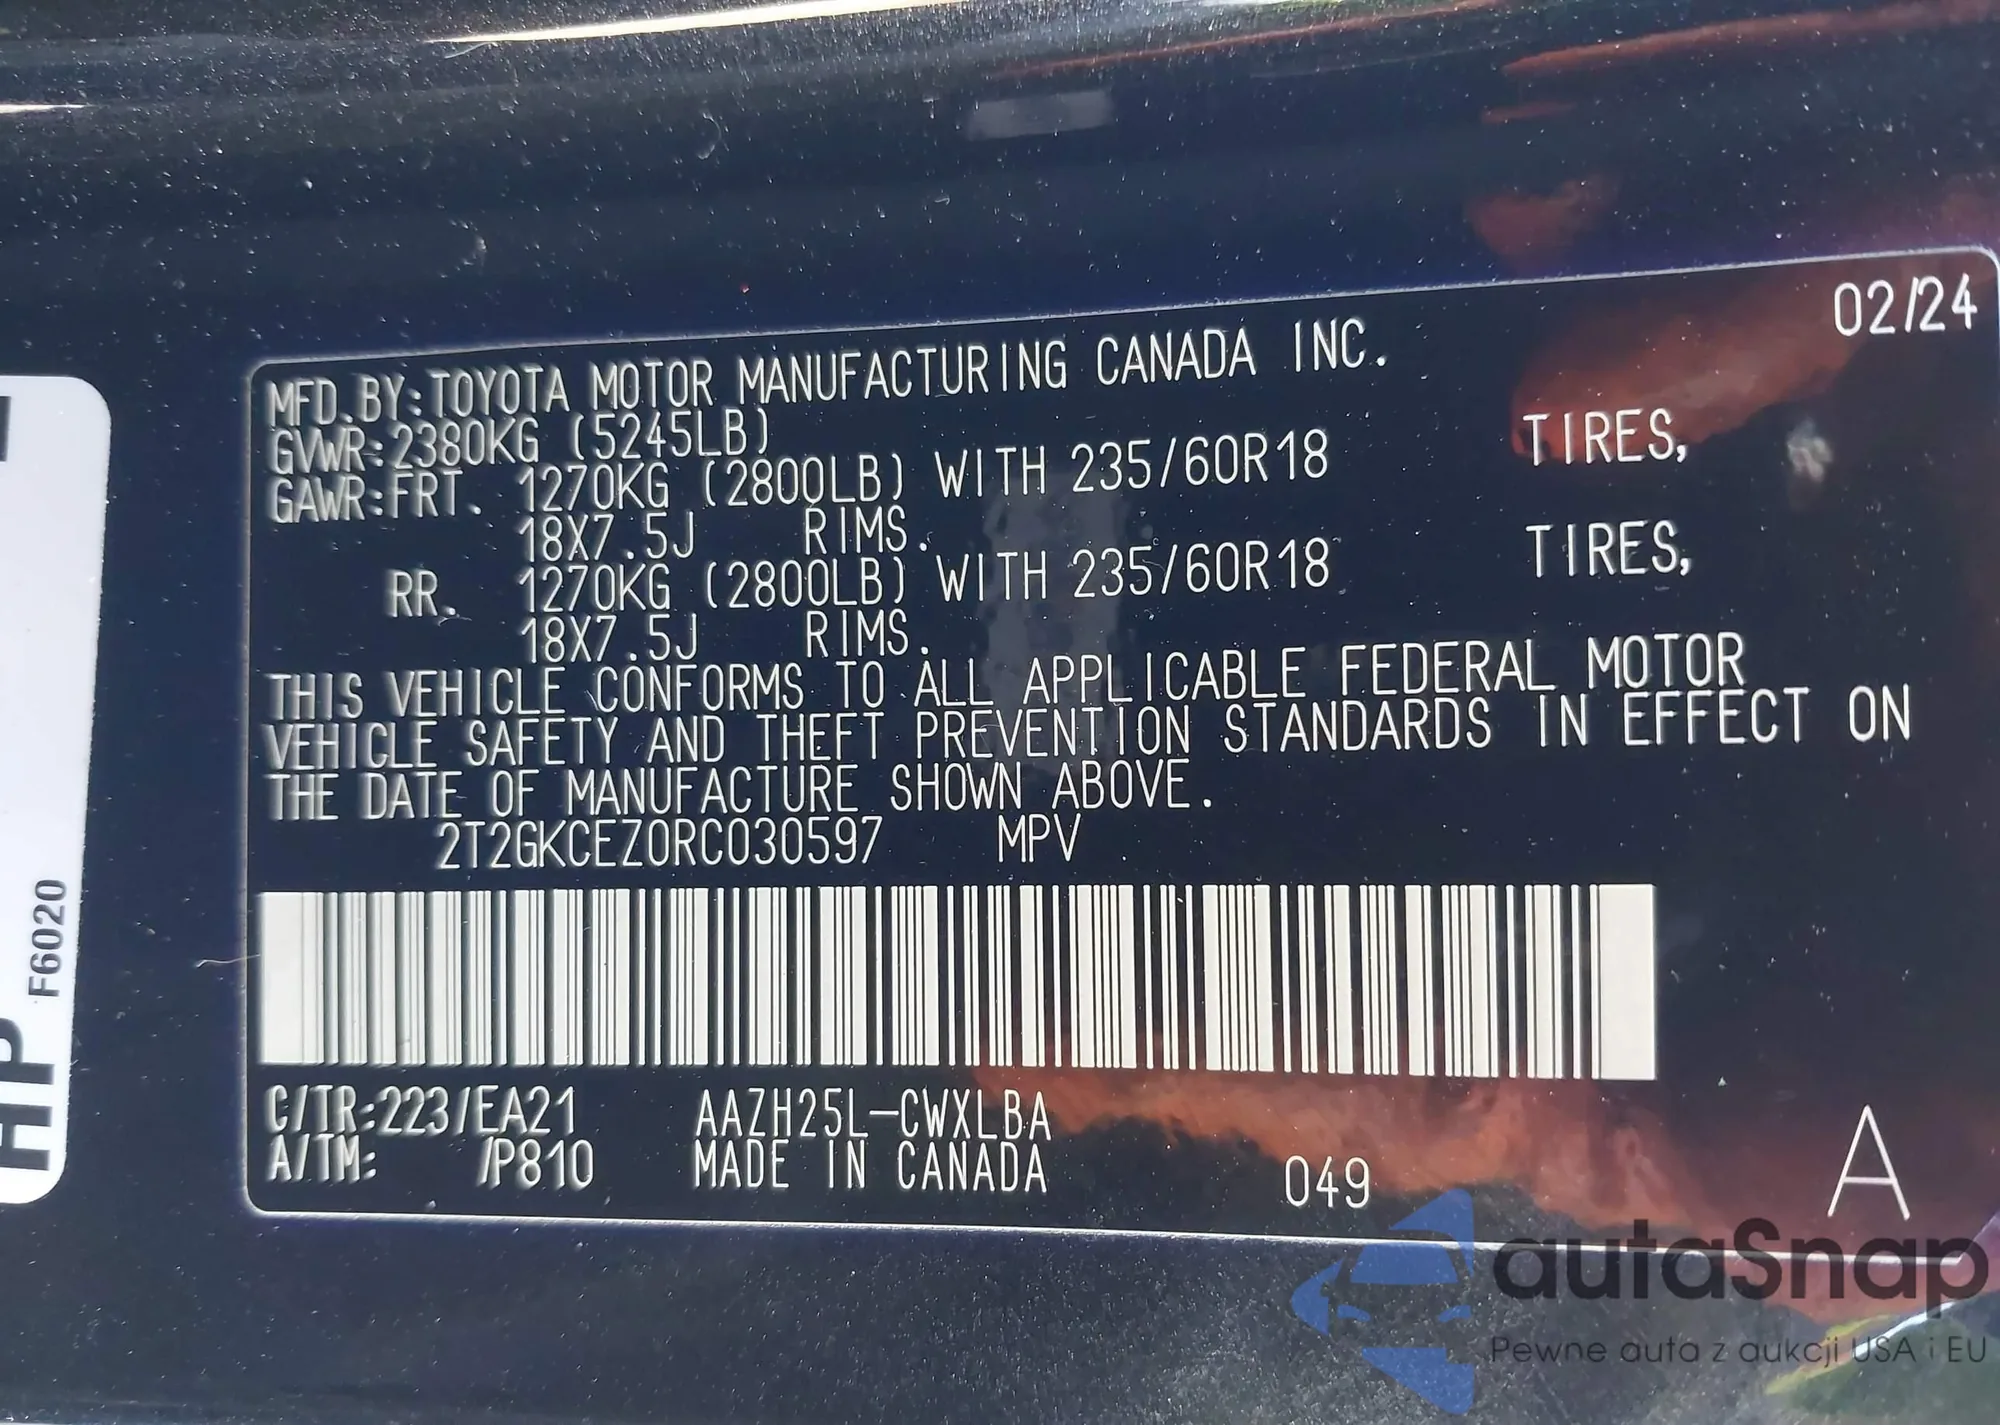 02/24
MFD.BY:TOYOTA MOTOR MANUFACTURING CANADA INC.
GVWR:2380KG (5245LB)
GAWR:FRT. 1270KG (2800LB) WITH 235/60R18 TIRES,
18X7.5J RIMS.
RR. 1270KG (2800LB) WITH 235/60R18 TIRES,
18X7.5J RIMS.
THIS VEHICLE CONFORMS TO ALL APPLICABLE FEDERAL MOTOR
VEHICLE SAFETY AND THEFT PREVENTION STANDARDS IN EFFECT ON
THE DATE OF MANUFACTURE SHOWN ABOVE.
2T2GKCEZ0RC030597 MPV
C/TR:223/EA21 AAZH25L-CWXLBA
A/TM: /P810 MADE IN CANADA 049 A
F6020
autaSnap
Pewne auta z aukcji USA i EU